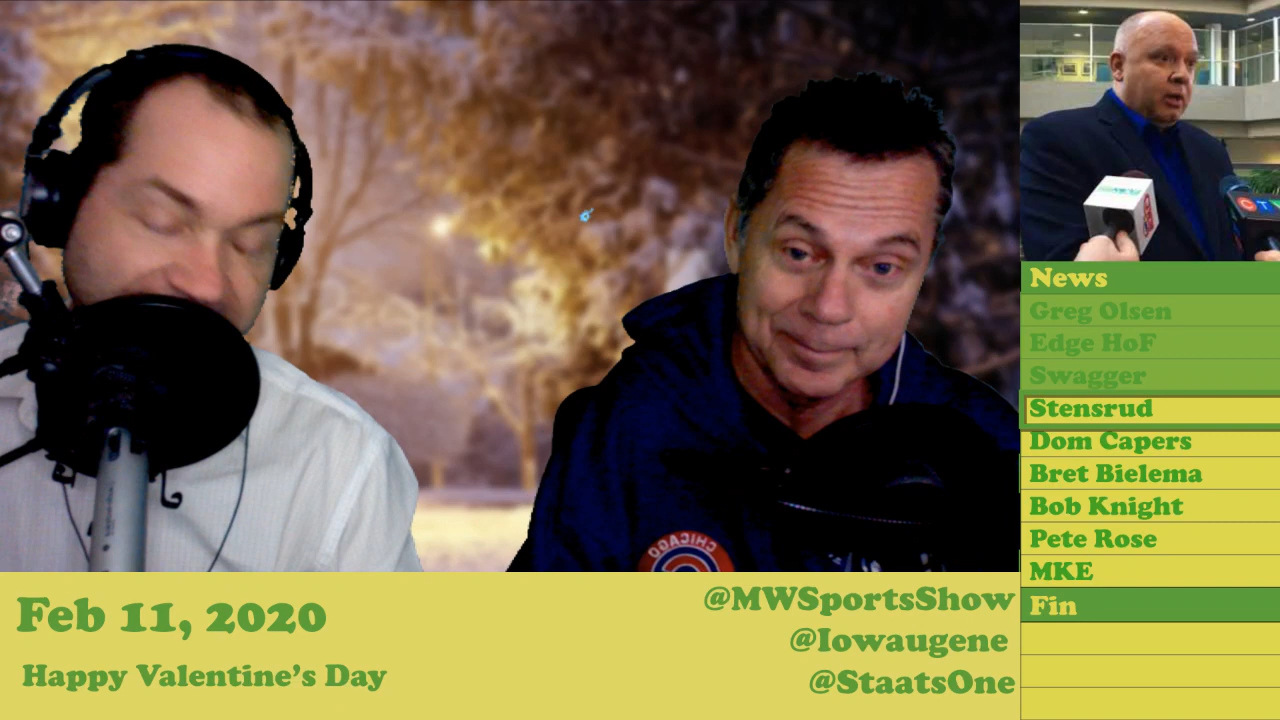 News
Greg Olsen
Edge HoF
Swagger
Stensrud
Dom Capers
Bret Bielema
Bob Knight
Pete Rose
MKE
Fin
CHICAGO
Feb 11, 2020
Happy Valentine's Day
@MWSportsShow
@Iowaugene
@StaatsOne